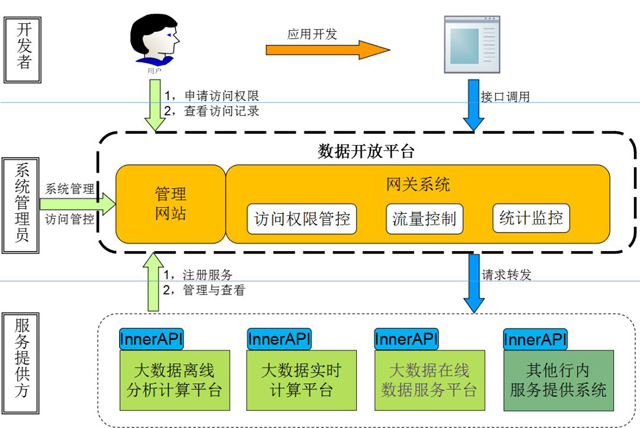 开发者
用户
应用开发
1，申请访问权限
2，查看访问记录
接口调用
数据开放平台
系统管理员
系统管理
访问管控
管理
网站
网关系统
访问权限管控
流量控制
统计监控
1，注册服务
2，管理与查看
请求转发
服务提供方
InnerAPI
大数据离线
分析计算平台
InnerAPI
大数据实时
计算平台
InnerAPI
大数据在线
数据服务平台
InnerAPI
其他行内
服务提供系统